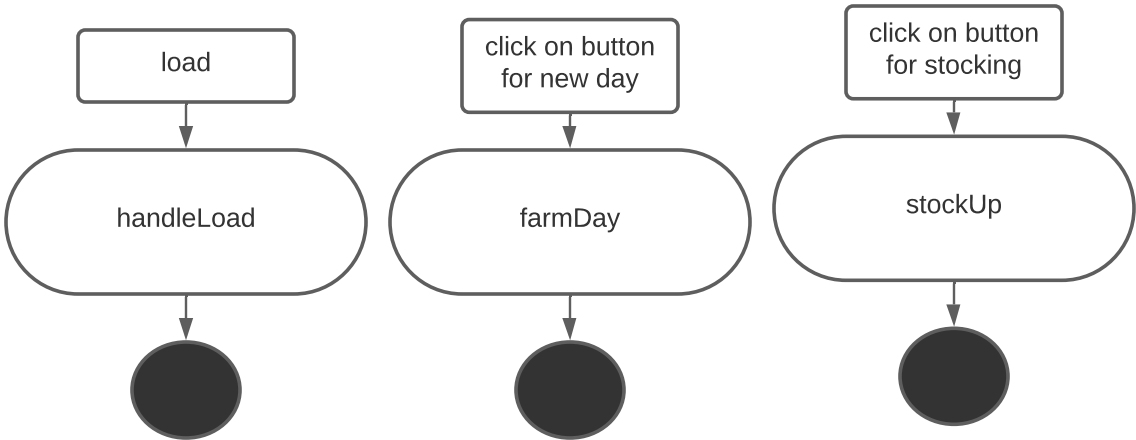 load
handleLoad
click on button
for new day
farmDay
click on button
for stocking
stockUp